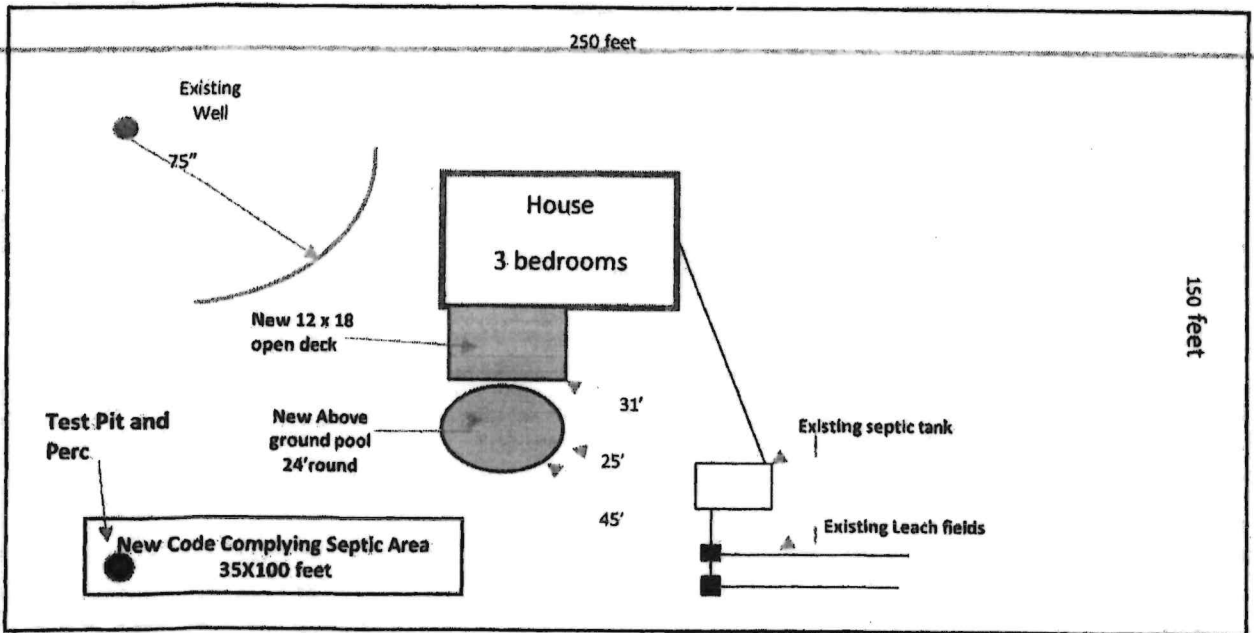 250 feet
Existing
Well
75"
House
3 bedrooms
150 feet
New 12 x 18
open deck
31'
Test Pit and
Perc
New Above
ground pool
24'round
Existing septic tank
25'
45'
Existing Leach fields
New Code Complying Septic Area
35X100 feet